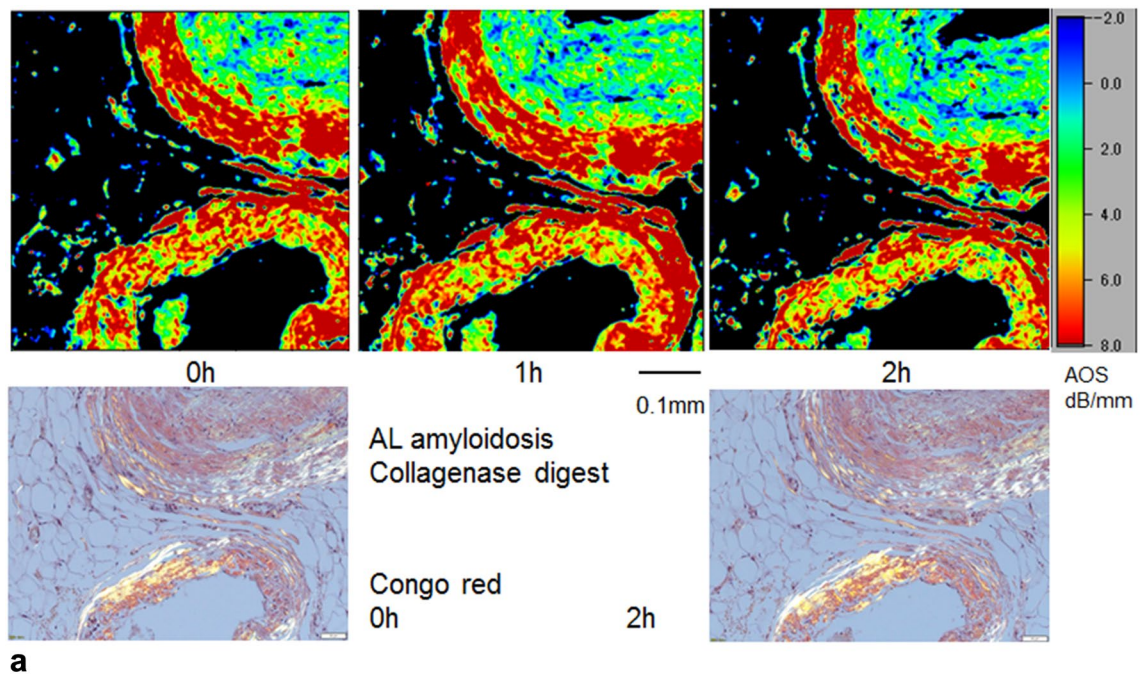 −2.0
0.0
2.0
4.0
6.0
8.0
0h
1h
2h
AOS
dB/mm
0.1mm
AL amyloidosis
Collagenase digest
Congo red
0h
2h
a